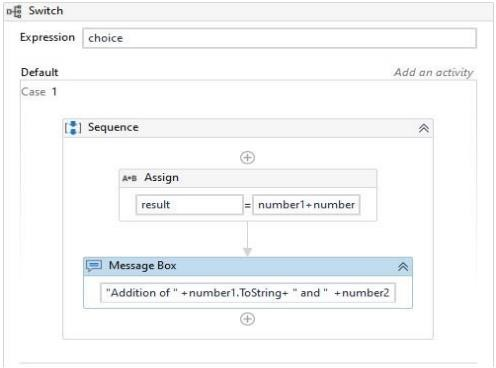 Switch
Expression choice
Default Add an activity
Case 1
Sequence
A+B Assign
result = number1+number
Message Box
"Addition of " +number1.ToString+ " and " +number2